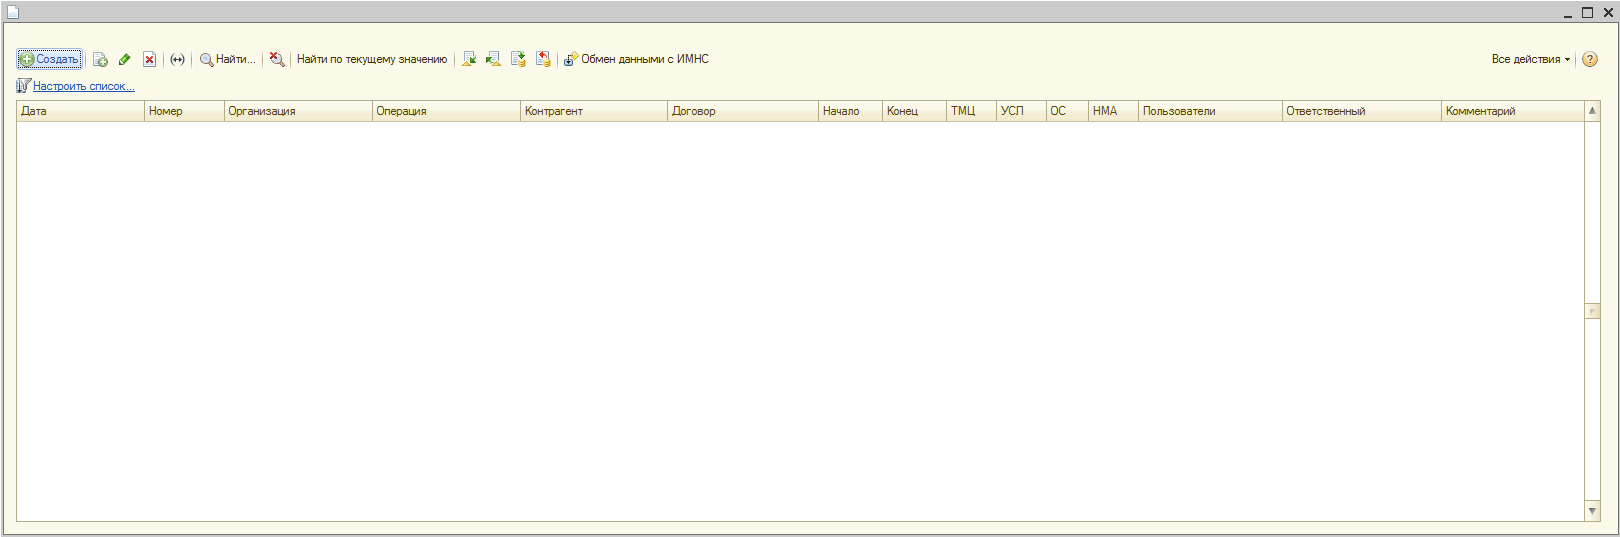 Создать Найти... Найти по текущему значению Обмен данными с ИМНС Все действия ?
Настроить список...
Дата Номер Организация Операция Контрагент Договор Начало Конец ТМЦ УСЛ ОС НМА Пользователи Ответственный Комментарий